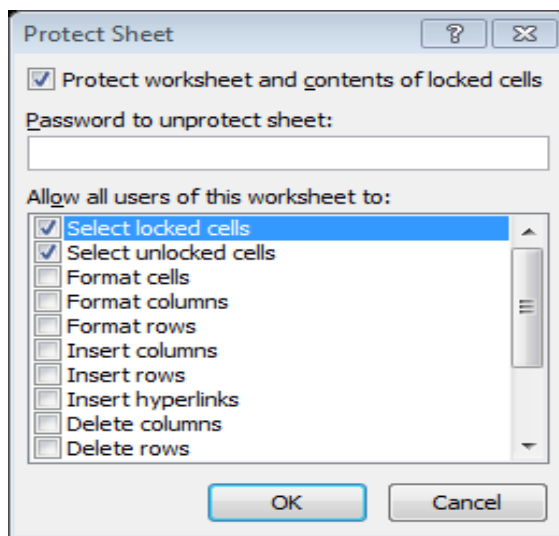 Protect Sheet
Protect worksheet and contents of locked cells
Password to unprotect sheet:
Allow all users of this worksheet to:
Select locked cells
Select unlocked cells
Format cells
Format columns
Format rows
Insert columns
Insert rows
Insert hyperlinks
Delete columns
Delete rows
OK Cancel